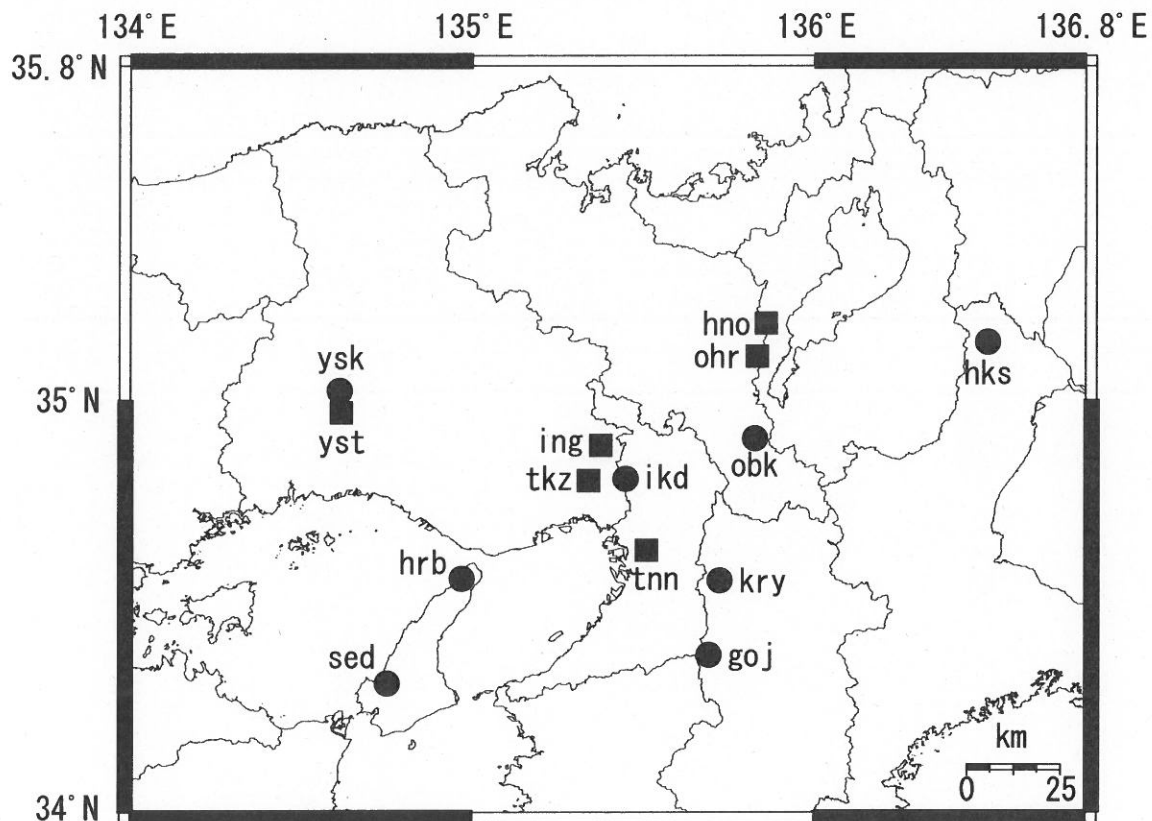 134°E 135°E 136°E 136.8°E
35.8°N
hno
ohr
ysk
hks
35°N
yst
ing
obk
tkz
ikd
hrb
tnn
kry
sed
goj
km
0 25
34°N